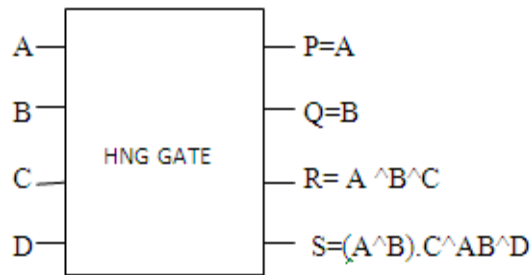 A P=A
B Q=B
HNG GATE
C R= A ^B^C
D S=(A^B).C^AB^D